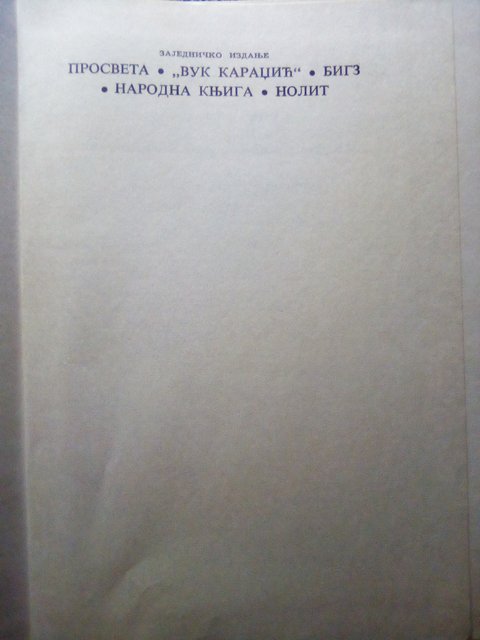 ЗАЈЕДНИЧКО ИЗДАЊЕ
ПРОСВЕТА • „ВУК КАРАЏИЋ“ • БИГЗ
• НАРОДНА КЊИГА • НОЛИТ